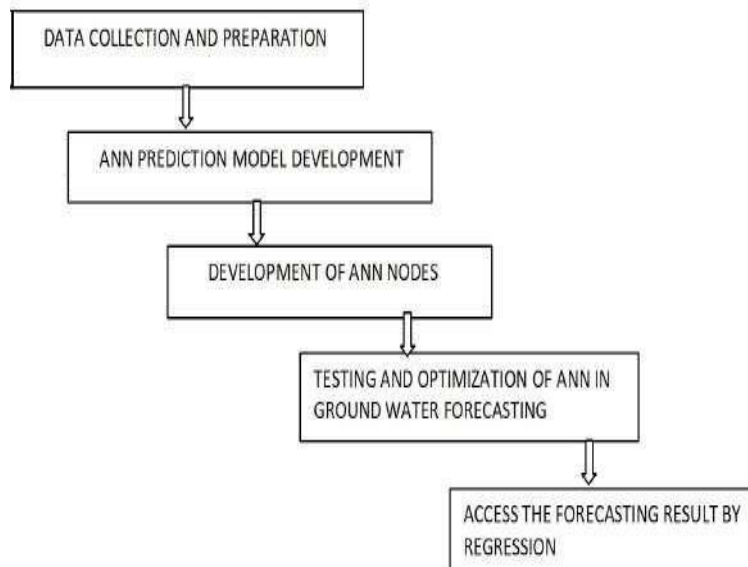 DATA COLLECTION AND PREPARATION
ANN PREDICTION MODEL DEVELOPMENT
DEVELOPMENT OF ANN NODES
TESTING AND OPTIMIZATION OF ANN IN
GROUND WATER FORECASTING
ACCESS THE FORECASTING RESULT BY
REGRESSION